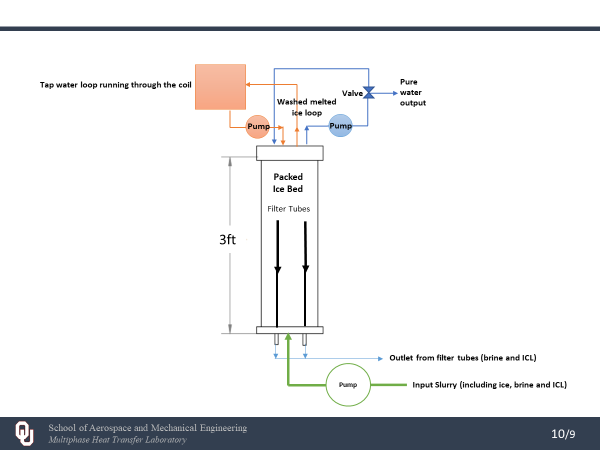 Tap water loop running through the coil
Pure
water
output
Valve
Washed melted
ice loop
Pump
Pump
Packed
Ice Bed
Filter Tubes
3ft
Outlet from filter tubes (brine and ICL)
Pump
Input Slurry (including ice, brine and ICL)
School of Aerospace and Mechanical Engineering
Multiphase Heat Transfer Laboratory
10/9